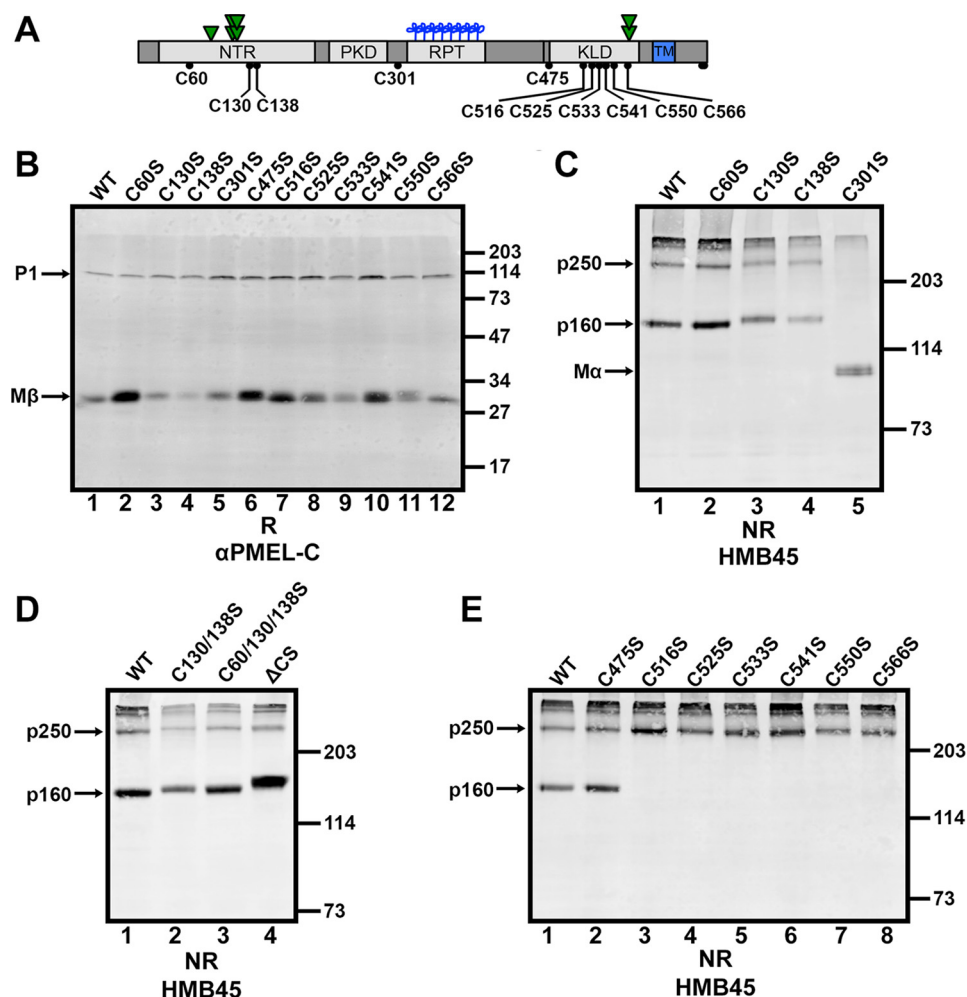 A
NTR
PKD
RPT
KLD
TM
C60
C301
C475
C130
C138
C516
C525
C533
C541
C550
C566
B
WT
C60S
C130S
C138S
C301S
C475S
C516S
C525S
C533S
C541S
C550S
C566S
P1
Mβ
203
114
73
47
34
27
17
1 2 3 4 5 6 7 8 9 10 11 12
R
αPMEL-C
C
WT
C60S
C130S
C138S
C301S
p250
p160
Mα
203
114
73
1 2 3 4 5
NR
HMB45
D
WT
C130/138S
C60/130/138S
ΔCS
p250
p160
203
114
73
1 2 3 4
NR
HMB45
E
WT
C475S
C516S
C525S
C533S
C541S
C550S
C566S
p250
p160
203
114
73
1 2 3 4 5 6 7 8
NR
HMB45